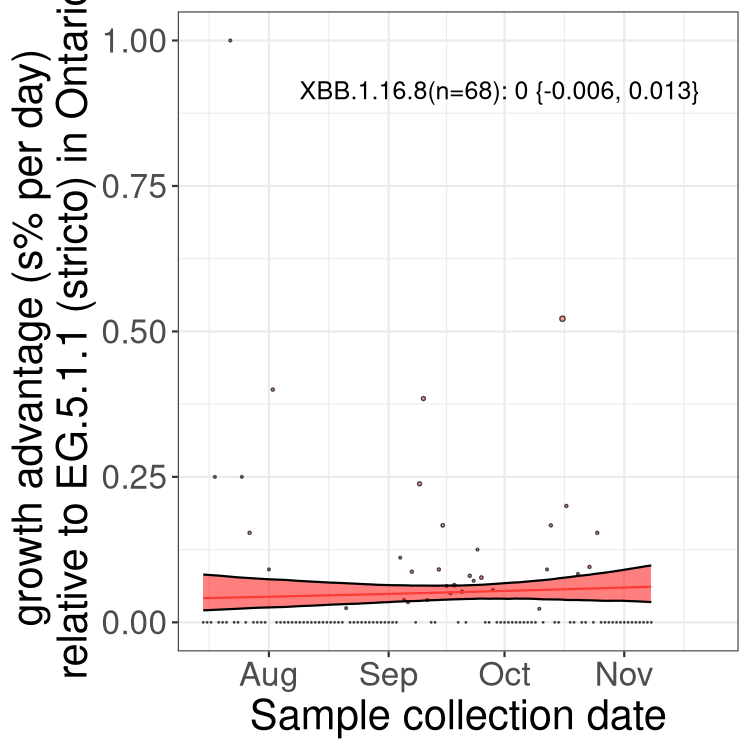 growth advantage (s% per day)
relative to EG.5.1.1 (stricto) in Ontario
1.00
XBB.1.16.8(n=68): 0 {-0.006, 0.013}
0.75
0.50
0.25
0.00
Aug Sep Oct Nov
Sample collection date